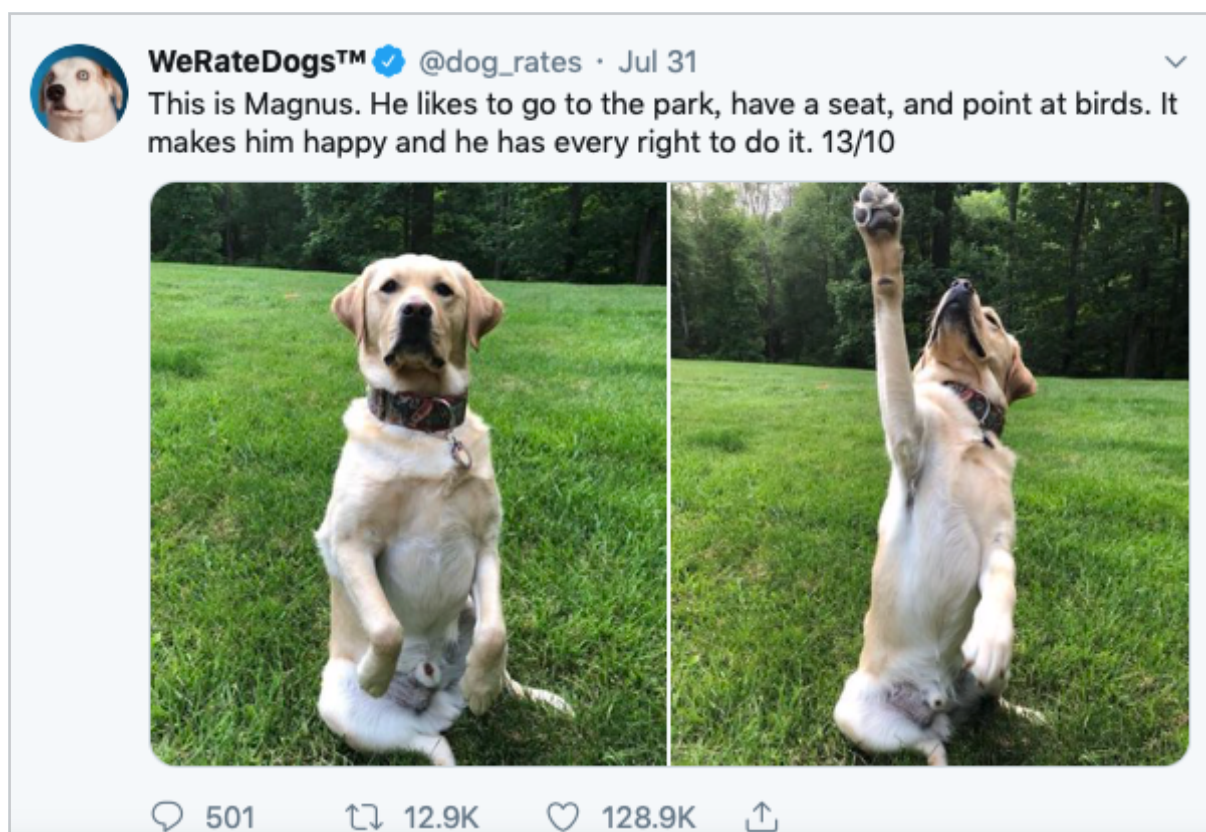 WeRateDogs™ @dog_rates · Jul 31
This is Magnus. He likes to go to the park, have a seat, and point at birds. It
makes him happy and he has every right to do it. 13/10
501 12.9K 128.9K